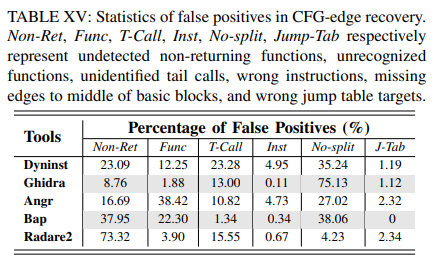 TABLE XV: Statistics of false positives in CFG-edge recovery.
Non-Ret, Func, T-Call, Inst, No-split, Jump-Tab respectively
represent undetected non-returning functions, unrecognized
functions, unidentified tail calls, wrong instructions, missing
edges to middle of basic blocks, and wrong jump table targets.
Tools Percentage of False Positives (%)
Non-Ret Func T-Call Inst No-split J-Tab
Dyninst 23.09 12.25 23.28 4.95 35.24 1.19
Ghidra 8.76 1.88 13.00 0.11 75.13 1.12
Angr 16.69 38.42 10.82 4.73 27.02 2.32
Bap 37.95 22.30 1.34 0.34 38.06 0
Radare2 73.32 3.90 15.55 0.67 4.23 2.34